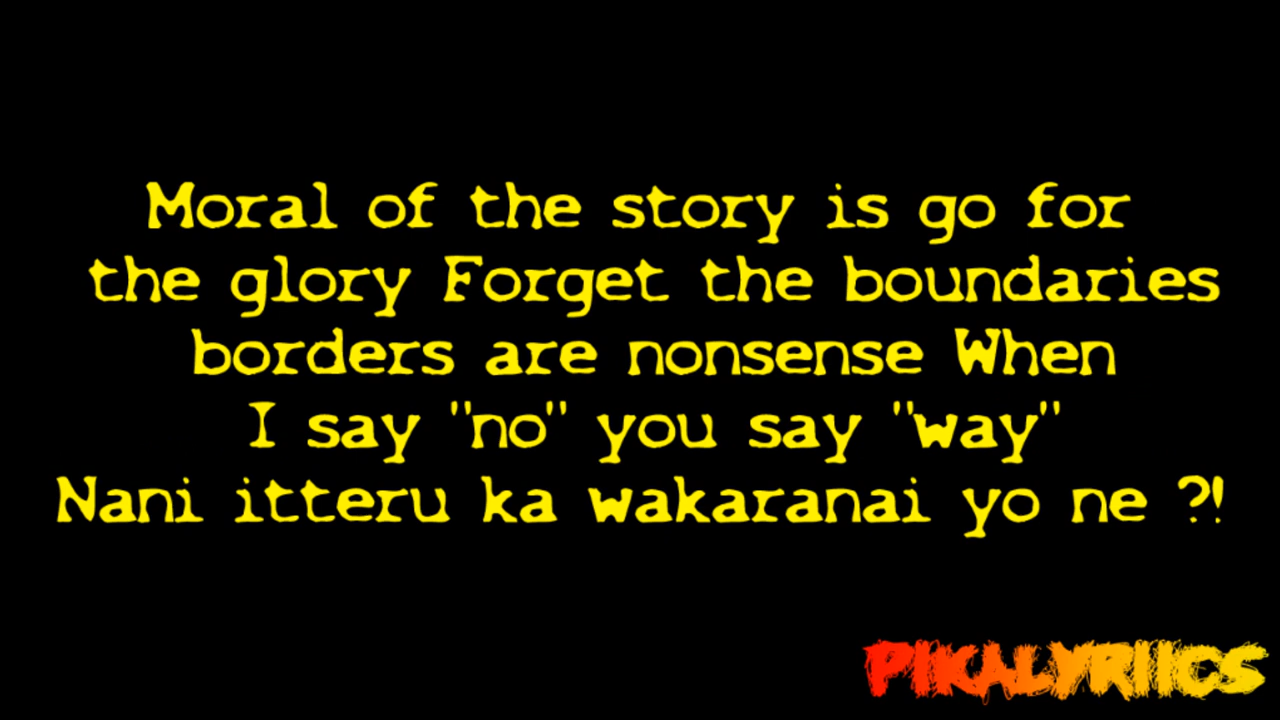 Moral of the story is go for
the glory Forget the boundaries
borders are nonsense When
I say "no" you say "way"
Nani itteru ka wakaranai yo ne ?!
PIKALYRIICS